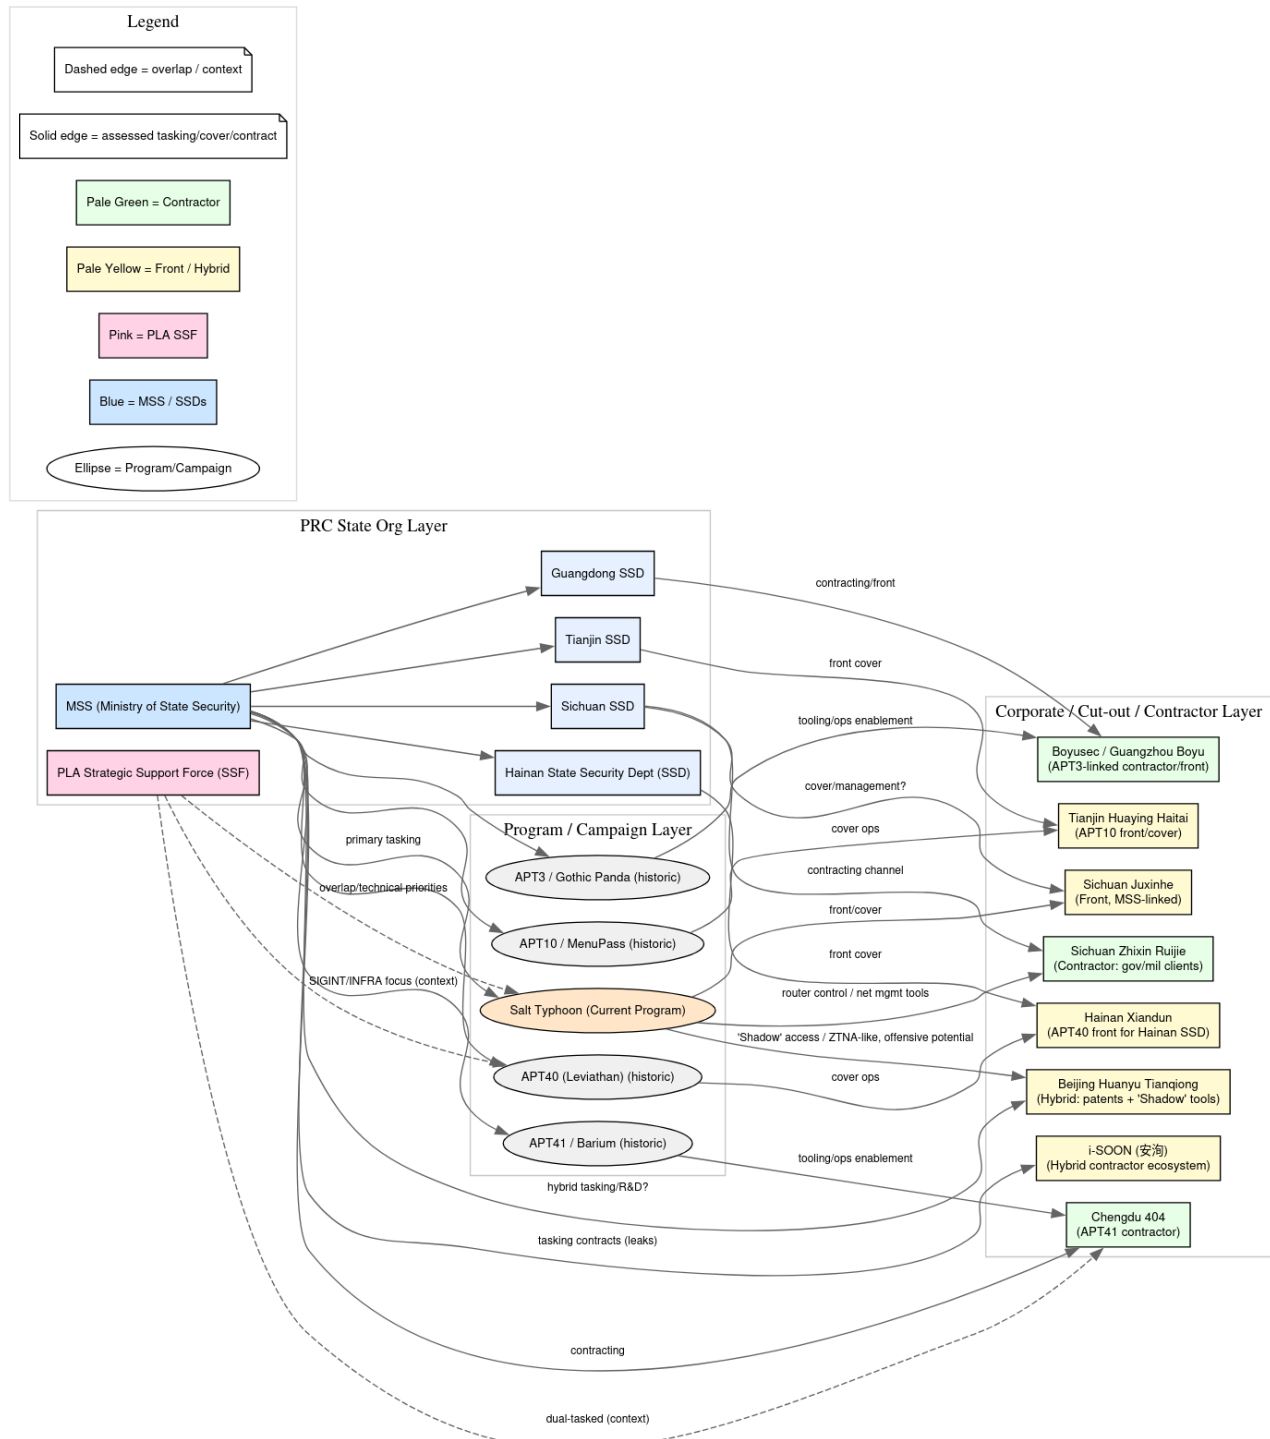 Legend
Dashed edge = overlap / context
Solid edge = assessed tasking/cover/contract
Pale Green = Contractor
Pale Yellow = Front / Hybrid
Pink = PLA SSF
Blue = MSS / SSDs
Ellipse = Program/Campaign
PRC State Org Layer
Guangdong SSD
Tianjin SSD
MSS (Ministry of State Security)
Sichuan SSD
PLA Strategic Support Force (SSF)
Hainan State Security Dept (SSD)
Program / Campaign Layer
APT3 / Gothic Panda (historic)
APT10 / MenuPass (historic)
Salt Typhoon (Current Program)
APT40 (Leviathan) (historic)
APT41 / Barium (historic)
primary tasking
overlap/technical priorities
SIGINT/INFRA focus (context)
contracting/front
front cover
tooling/ops enablement
cover/management?
cover ops
contracting channel
front/cover
front cover
router control / net mgmt tools
'Shadow' access / ZTNA-like, offensive potential
cover ops
tooling/ops enablement
hybrid tasking/R&D?
tasking contracts (leaks)
contracting
dual-tasked (context)
Corporate / Cut-out / Contractor Layer
Boyusec / Guangzhou Boyu
(APT3-linked contractor/front)
Tianjin Huaying Haitai
(APT10 front/cover)
Sichuan Juxinhe
(Front, MSS-linked)
Sichuan Zhixin Ruijie
(Contractor: gov/mil clients)
Hainan Xiandun
(APT40 front for Hainan SSD)
Beijing Huanyu Tianqiong
(Hybrid: patents + 'Shadow' tools)
i-SOON (安洵)
(Hybrid contractor ecosystem)
Chengdu 404
(APT41 contractor)